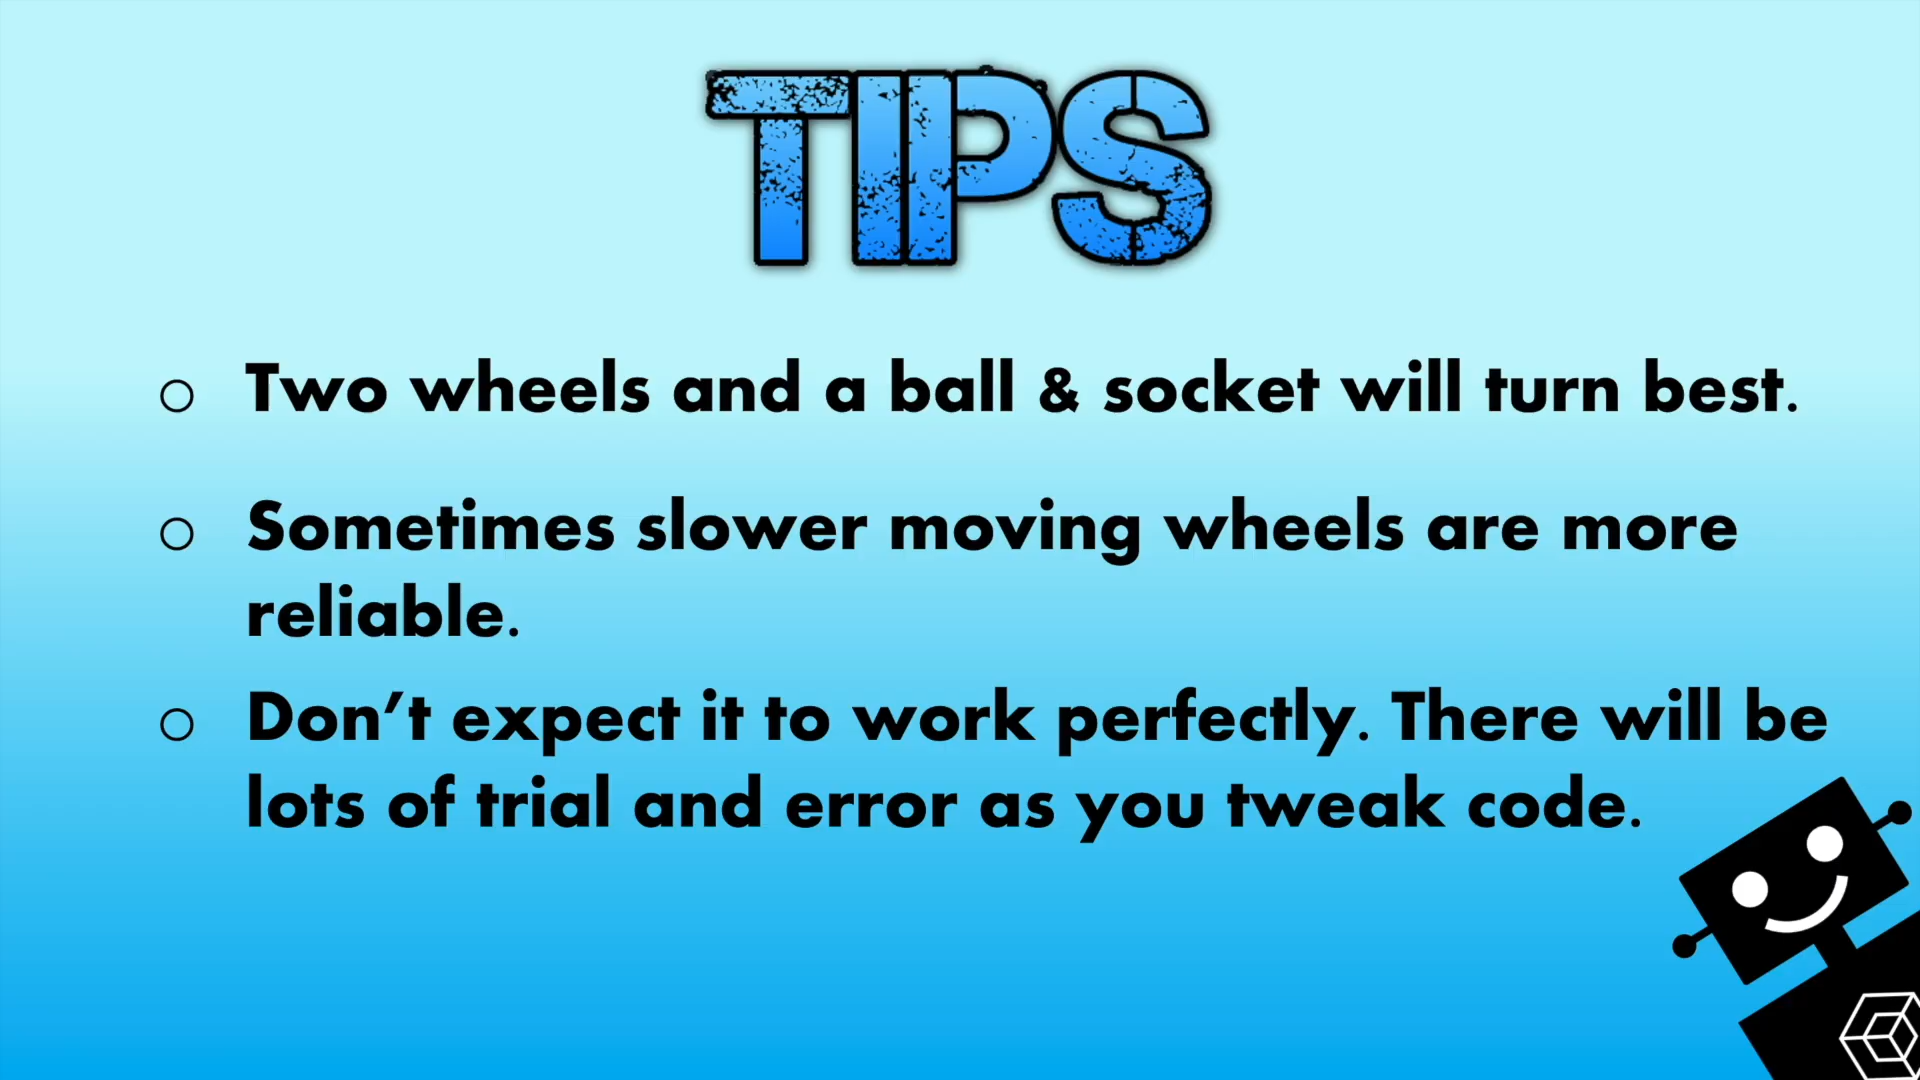 TIPS
o Two wheels and a ball & socket will turn best.
o Sometimes slower moving wheels are more
reliable.
o Don’t expect it to work perfectly. There will be
lots of trial and error as you tweak code.